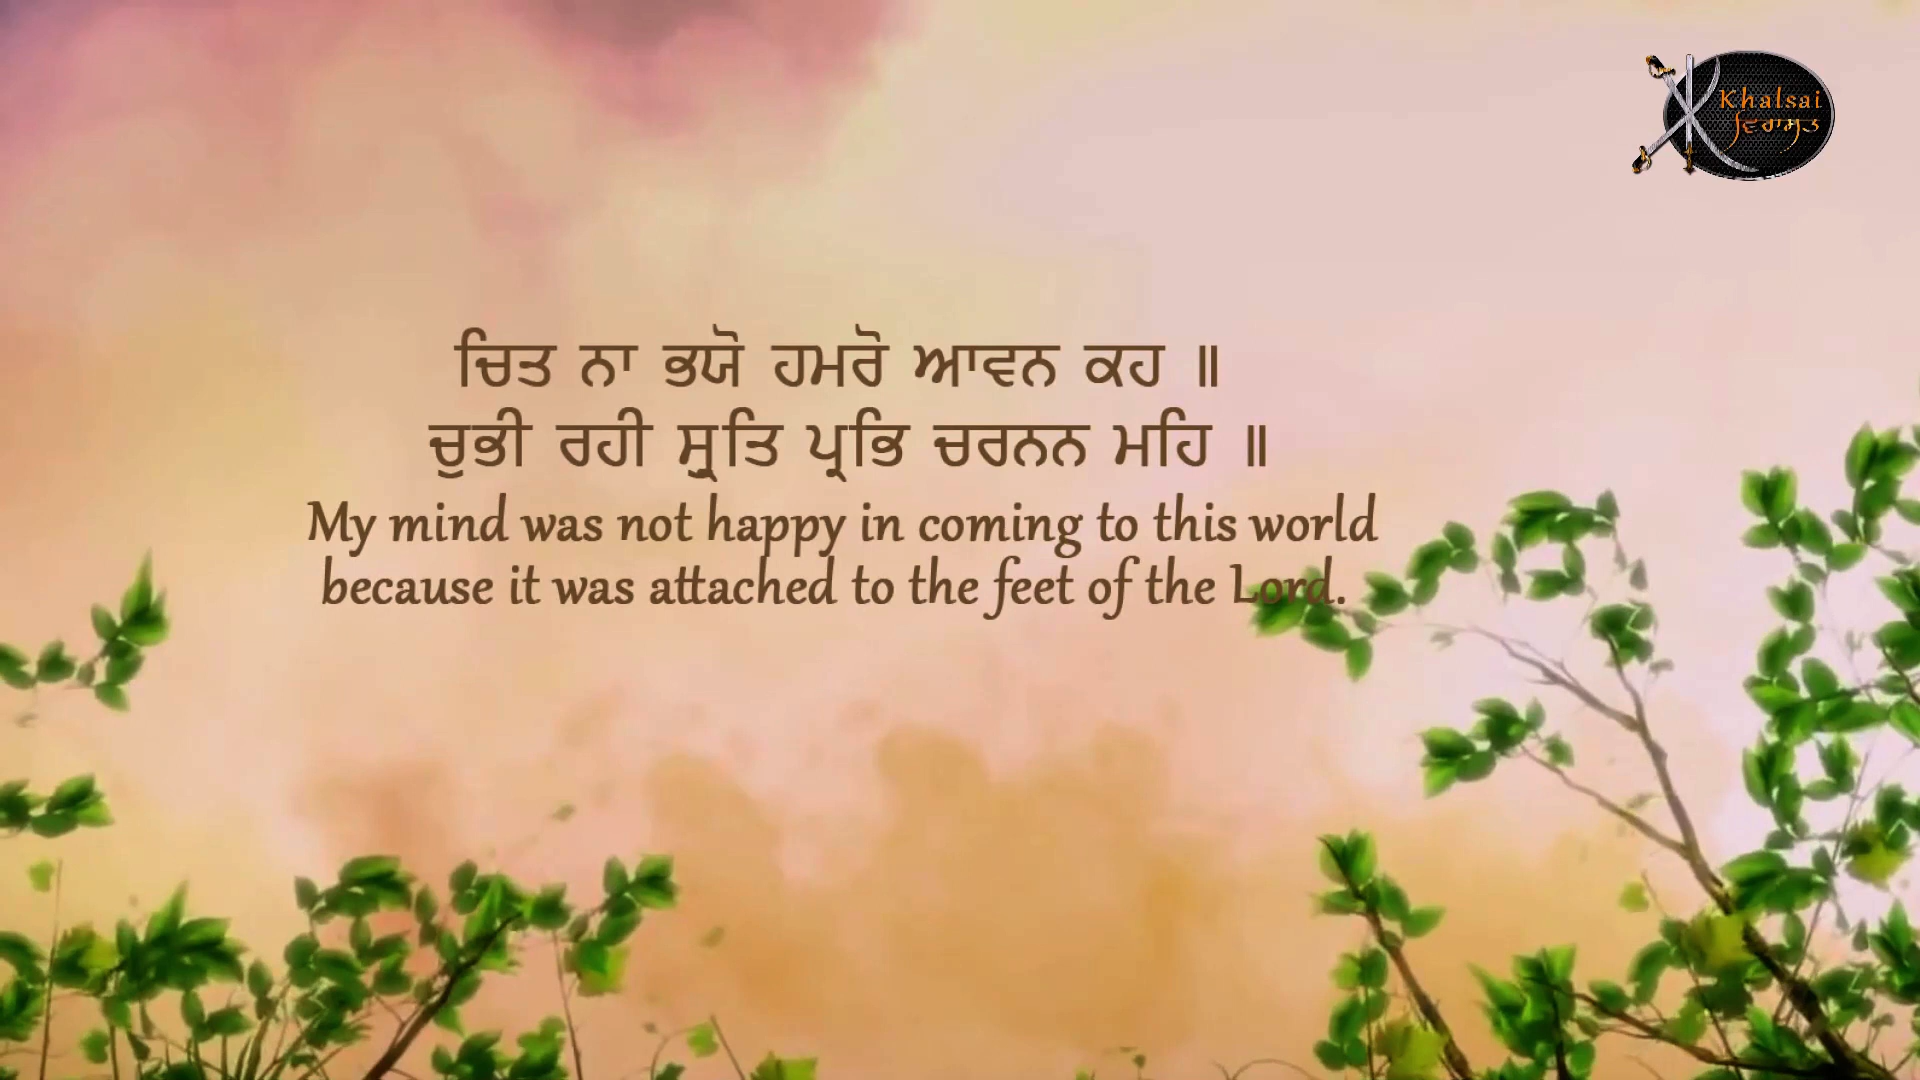 Khalsai
ਵਿਰਾਸਤ
ਚਿਤ ਨਾ ਭਯੋ ਹਮਰੋ ਆਵਨ ਕਹ ॥
ਚੁਭੀ ਰਹੀ ਸ੍ਰੁਤਿ ਪ੍ਰਭਿ ਚਰਨਨ ਮਹਿ ॥
My mind was not happy in coming to this world
because it was attached to the feet of the Lord.